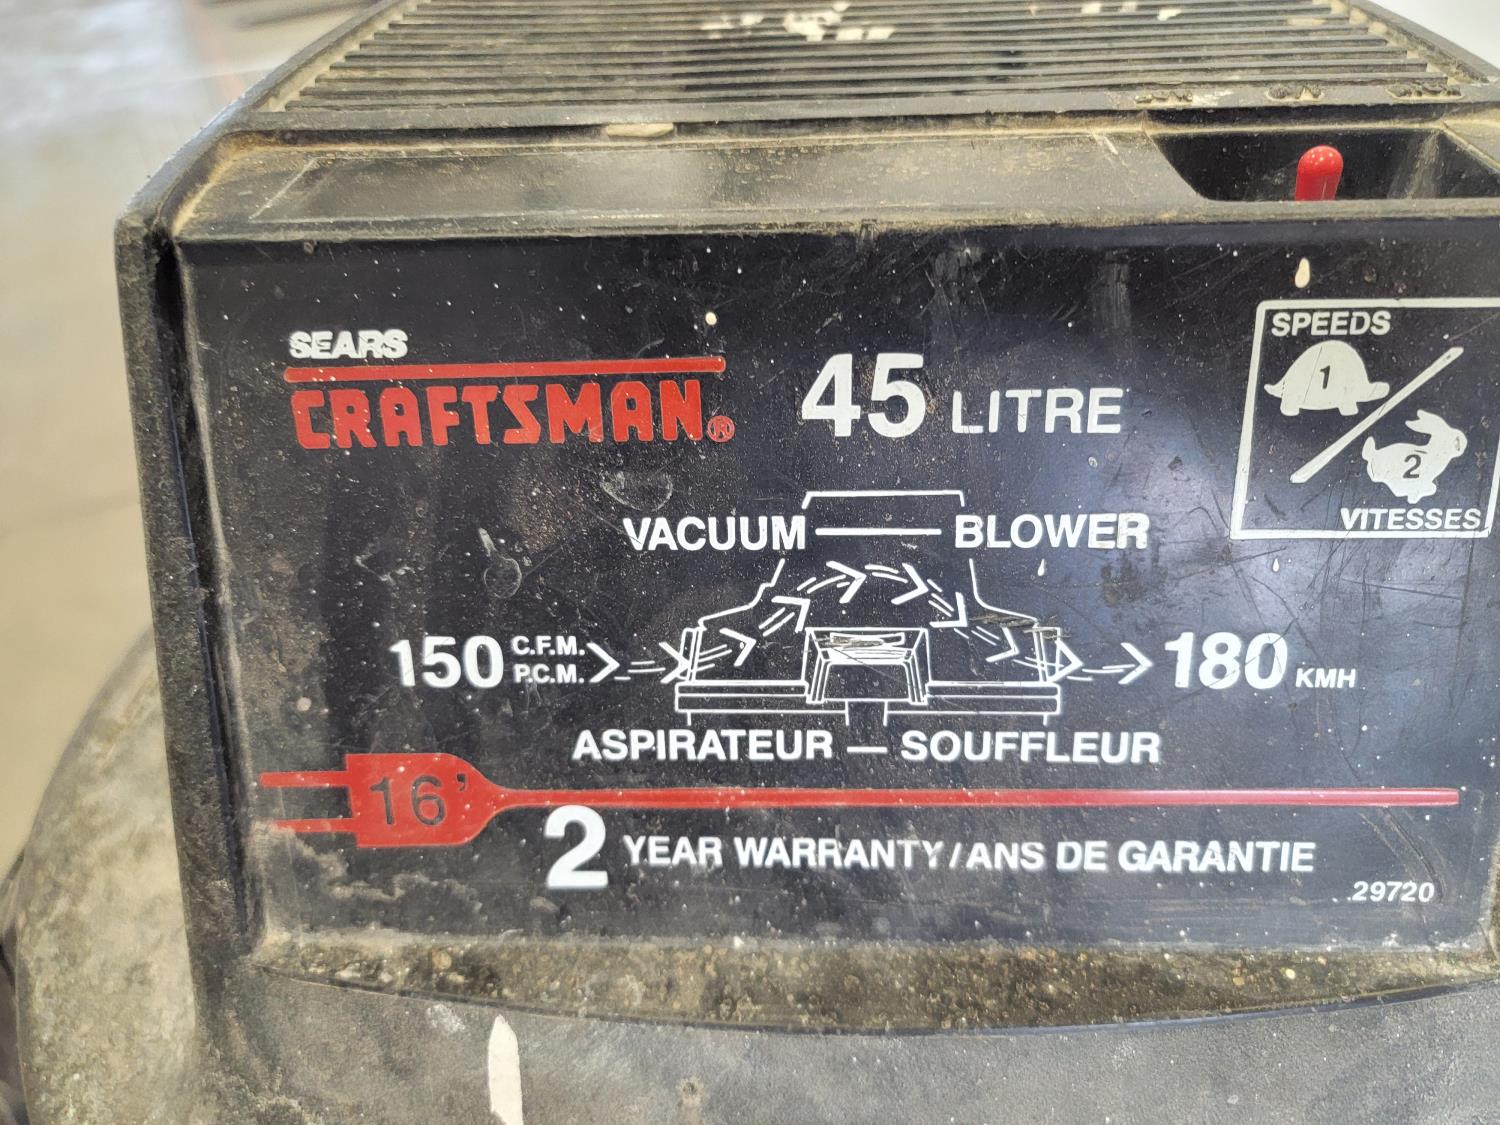 SEARS
CRAFTSMAN®
45 LITRE
SPEEDS
1
2
VITESSES
VACUUM — BLOWER
150 C.F.M.
P.C.M.
180 KMH
ASPIRATEUR — SOUFFLEUR
16'
2 YEAR WARRANTY/ANS DE GARANTIE
29720